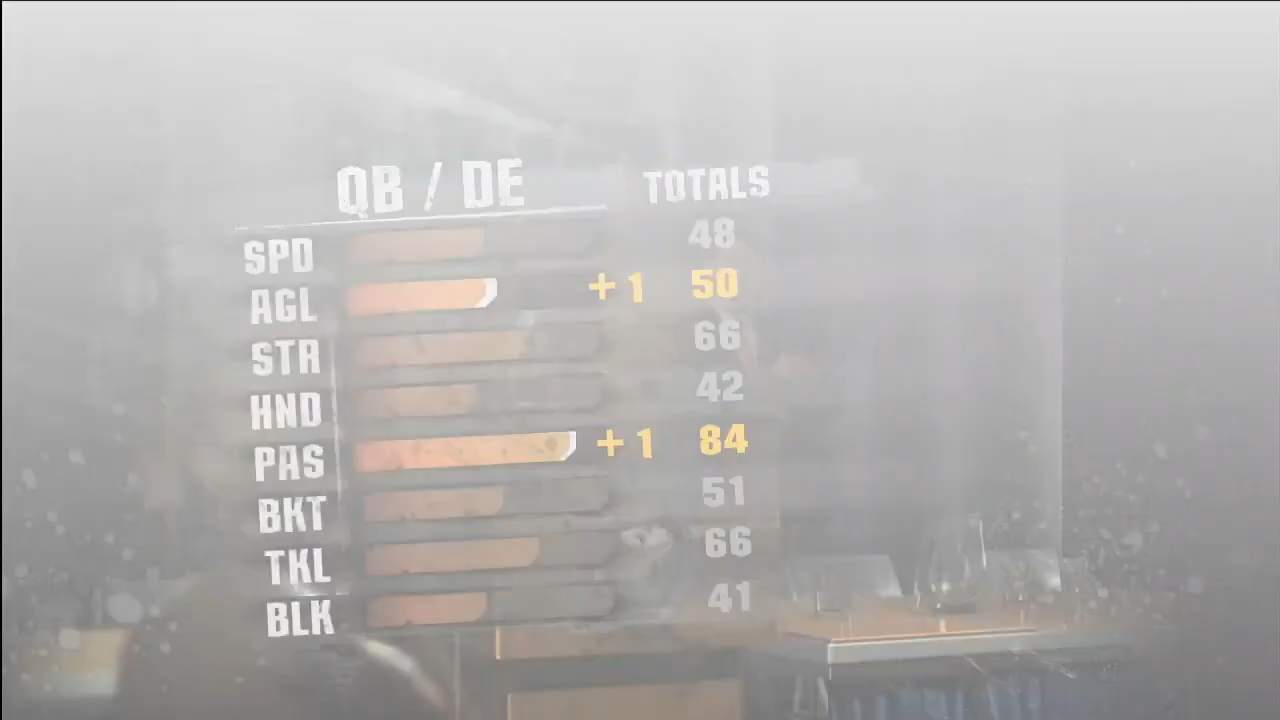 QB / DE TOTALS
SPD 48
AGL +1 50
STR 66
HND 42
PAS +1 84
BKT 51
TKL 66
BLK 41